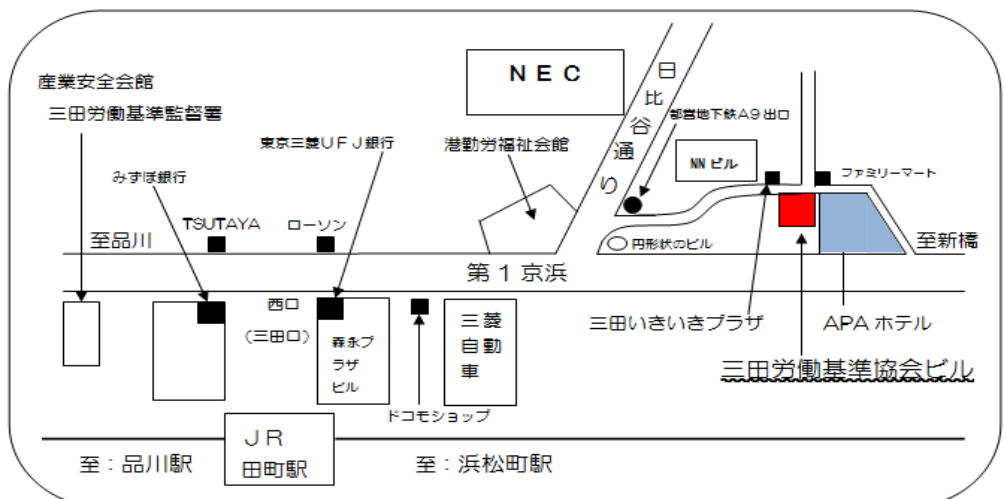 産業安全会館
三田労働基準監督署
みずほ銀行
東京三菱UFJ銀行
港勤労福祉会館
NEC
日比谷通り
都営地下鉄A9出口
NNビル
ファミリーマート
TSUTAYA
ローソン
至品川
円形状のビル
至新橋
第1京浜
西口
(三田口)
森永プ
ラザ
ビル
三菱
自動
車
三田いきいきプラザ
APAホテル
三田労働基準協会ビル
ドコモショップ
JR
田町駅
至:品川駅
至:浜松町駅